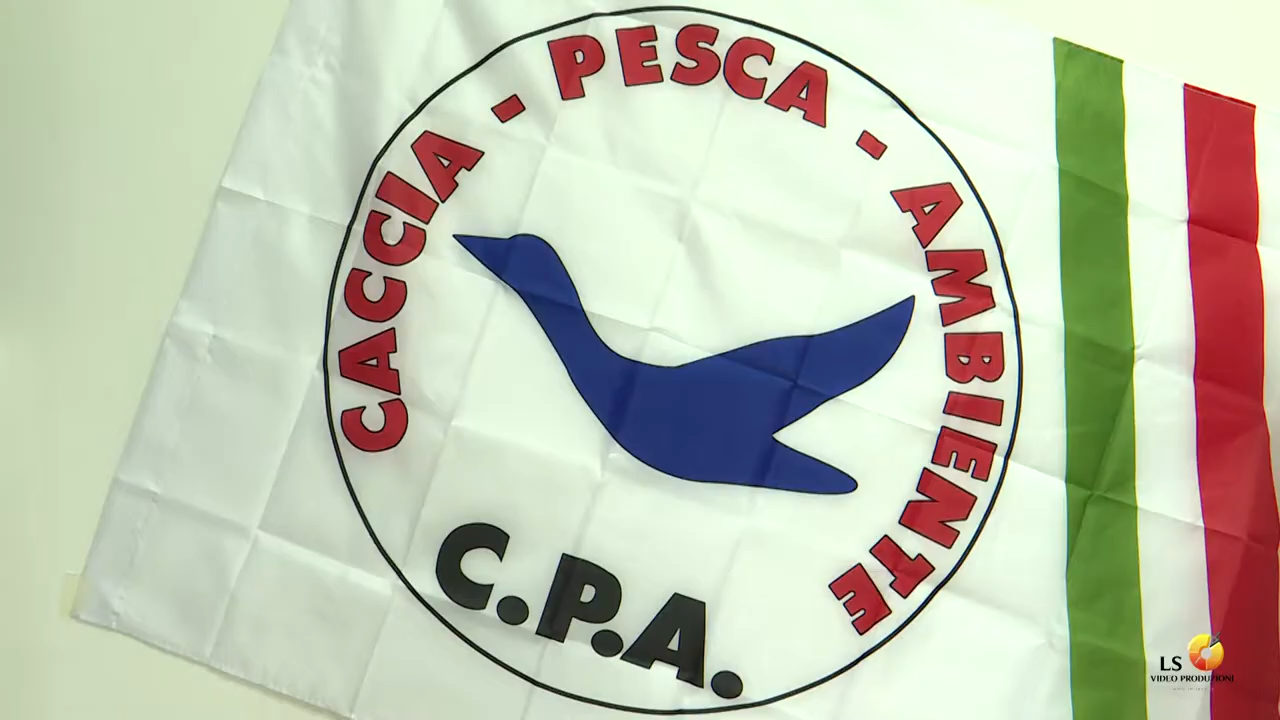 CACCIA - PESCA - AMBIENTE
C.P.A.
LS
VIDEO PRODUZIONI